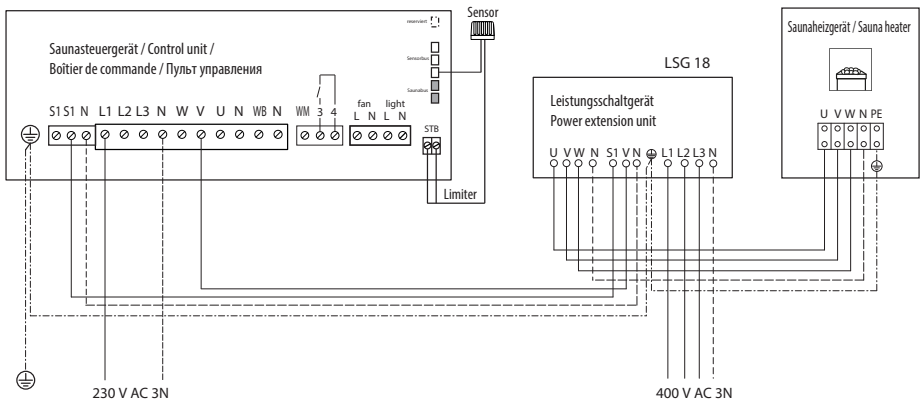 Saunasteuergerät / Control unit /
Boîtier de commande / Пульт управления
reserviert
Sensorbus
Saunabus
Sensor
S1 S1 N L1 L2 L3 N W V U N WB N
WM 3 4
fan light
L N L N
STB
Limiter
LSG 18
Leistungsschaltgerät
Power extension unit
U V W N S1 V N L1 L2 L3 N
Saunaheizgerät / Sauna heater
U V W N PE
230 V AC 3N
400 V AC 3N